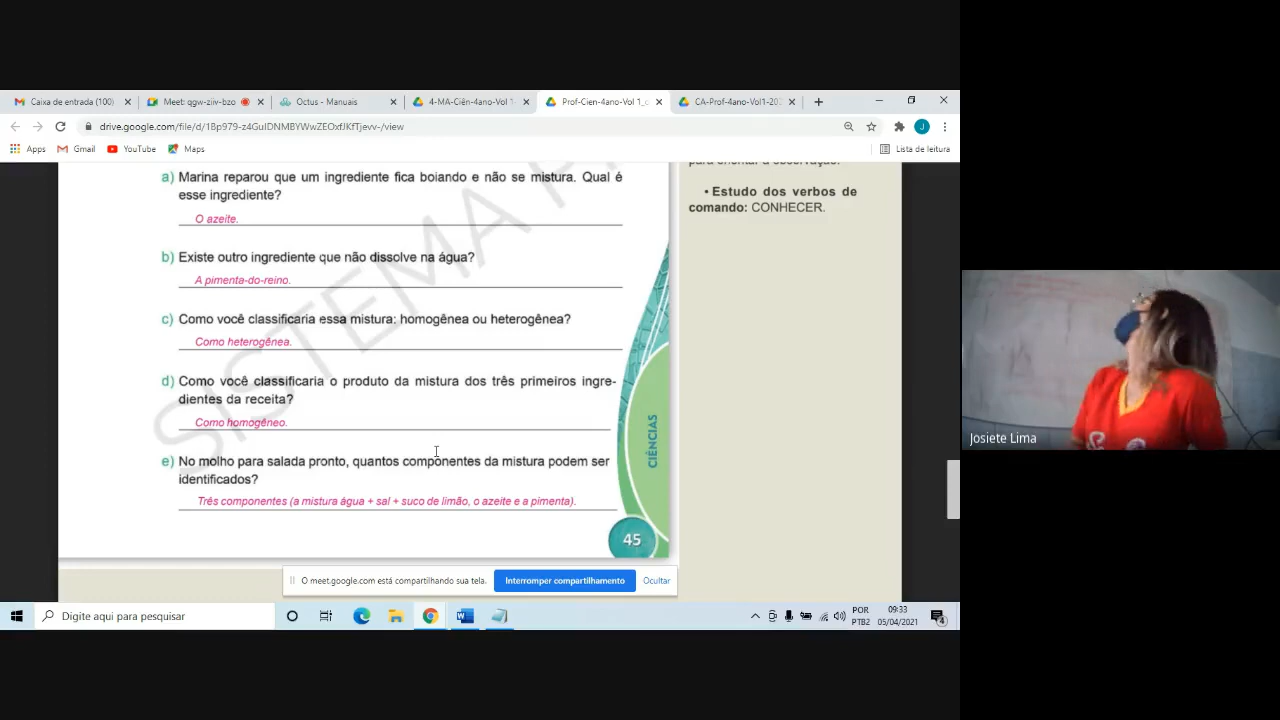 Caixa de entrada (100)
Meet: qgw-ziiv-bzo
Octus - Manuais
4-MA-Ciên-4ano-Vol 1
Prof-Cien-4ano-Vol 1_
CA-Prof-4ano-Vol1-20
drive.google.com/file/d/
/view
Apps
Gmail
YouTube
Maps
Lista de leitura
para orientar a observação.
• Estudo dos verbos de
comando: CONHECER.
a) Marina reparou que um ingrediente fica boiando e não se mistura. Qual é
esse ingrediente?
O azeite.
b) Existe outro ingrediente que não dissolve na água?
A pimenta-do-reino.
c) Como você classificaria essa mistura: homogênea ou heterogênea?
Como heterogênea.
d) Como você classificaria o produto da mistura dos três primeiros ingre-
dientes da receita?
Como homogêneo.
e) No molho para salada pronto, quantos componentes da mistura podem ser
identificados?
Três componentes (a mistura água + sal + suco de limão, o azeite e a pimenta).
SISTEMA
CIÊNCIAS
45
O meet.google.com está compartilhando sua tela.
Interromper compartilhamento
Ocultar
Josiete Lima
Digite aqui para pesquisar
POR
PTB2
09:33
05/04/2021
4
J